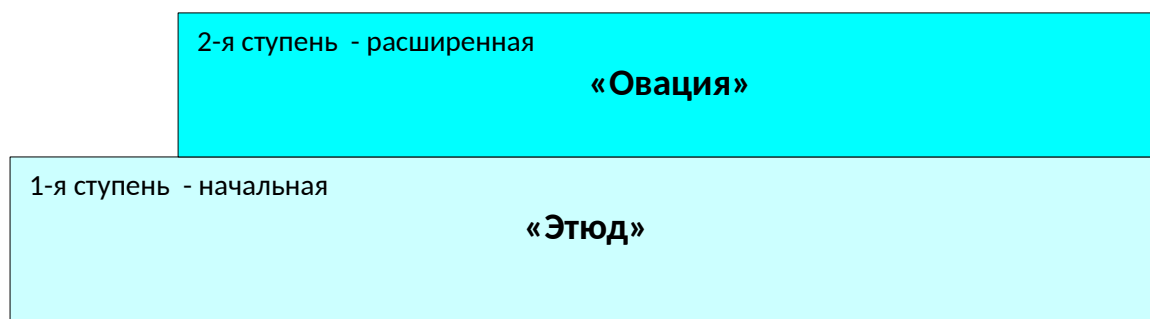 2-я ступень  - расширенная
«Овация»
1-я ступень  - начальная
«Этюд»